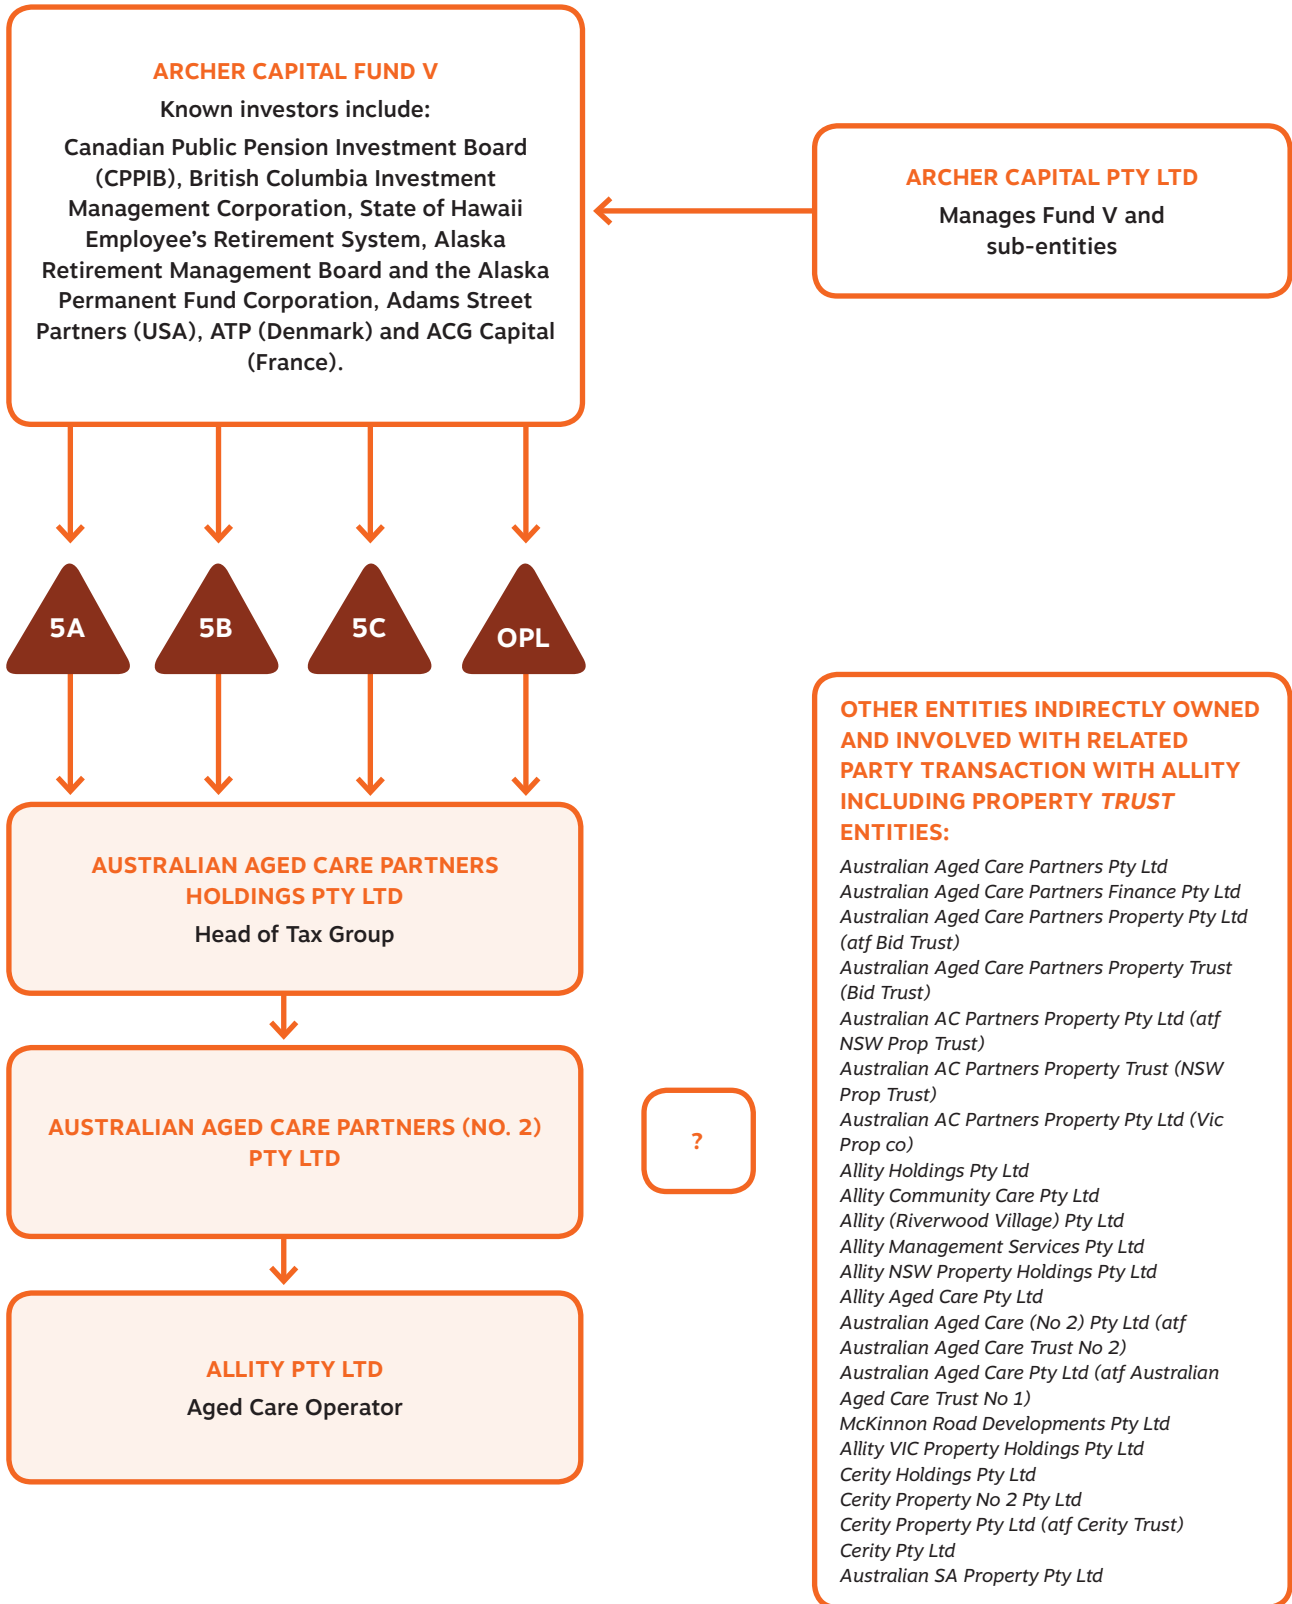 ARCHER CAPITAL FUND V
Known investors include:
Canadian Public Pension Investment Board
(CPPIB), British Columbia Investment
Management Corporation, State of Hawaii
Employee’s Retirement System, Alaska
Retirement Management Board and the Alaska
Permanent Fund Corporation, Adams Street
Partners (USA), ATP (Denmark) and ACG Capital
(France).
ARCHER CAPITAL PTY LTD
Manages Fund V and
sub-entities
5A
5B
5C
OPL
AUSTRALIAN AGED CARE PARTNERS
HOLDINGS PTY LTD
Head of Tax Group
AUSTRALIAN AGED CARE PARTNERS (NO. 2)
PTY LTD
?
ALLITY PTY LTD
Aged Care Operator
OTHER ENTITIES INDIRECTLY OWNED
AND INVOLVED WITH RELATED
PARTY TRANSACTION WITH ALLITY
INCLUDING PROPERTY TRUST
ENTITIES:
Australian Aged Care Partners Pty Ltd
Australian Aged Care Partners Finance Pty Ltd
Australian Aged Care Partners Property Pty Ltd
(atf Bid Trust)
Australian Aged Care Partners Property Trust
(Bid Trust)
Australian AC Partners Property Pty Ltd (atf
NSW Prop Trust)
Australian AC Partners Property Trust (NSW
Prop Trust)
Australian AC Partners Property Pty Ltd (Vic
Prop co)
Allity Holdings Pty Ltd
Allity Community Care Pty Ltd
Allity (Riverwood Village) Pty Ltd
Allity Management Services Pty Ltd
Allity NSW Property Holdings Pty Ltd
Allity Aged Care Pty Ltd
Australian Aged Care (No 2) Pty Ltd (atf
Australian Aged Care Trust No 2)
Australian Aged Care Pty Ltd (atf Australian
Aged Care Trust No 1)
McKinnon Road Developments Pty Ltd
Allity VIC Property Holdings Pty Ltd
Cerity Holdings Pty Ltd
Cerity Property No 2 Pty Ltd
Cerity Property Pty Ltd (atf Cerity Trust)
Cerity Pty Ltd
Australian SA Property Pty Ltd